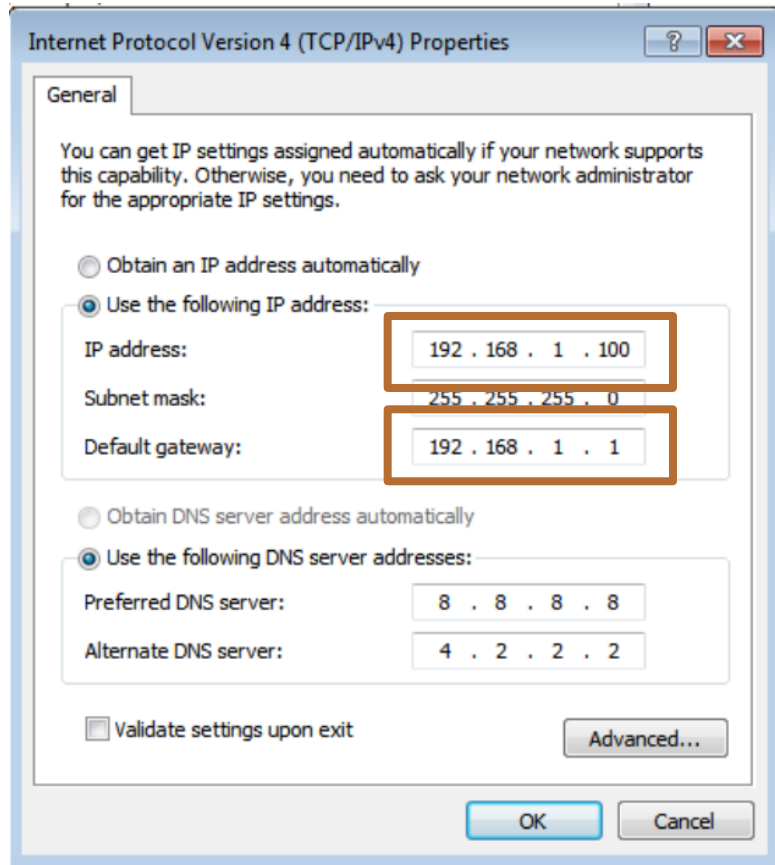 Internet Protocol Version 4 (TCP/IPv4) Properties
General
You can get IP settings assigned automatically if your network supports
this capability. Otherwise, you need to ask your network administrator
for the appropriate IP settings.
Obtain an IP address automatically
Use the following IP address:
IP address: 192 . 168 . 1 . 100
Subnet mask: 255 . 255 . 255 . 0
Default gateway: 192 . 168 . 1 . 1
Obtain DNS server address automatically
Use the following DNS server addresses:
Preferred DNS server: 8 . 8 . 8 . 8
Alternate DNS server: 4 . 2 . 2 . 2
Validate settings upon exit
Advanced...
OK Cancel